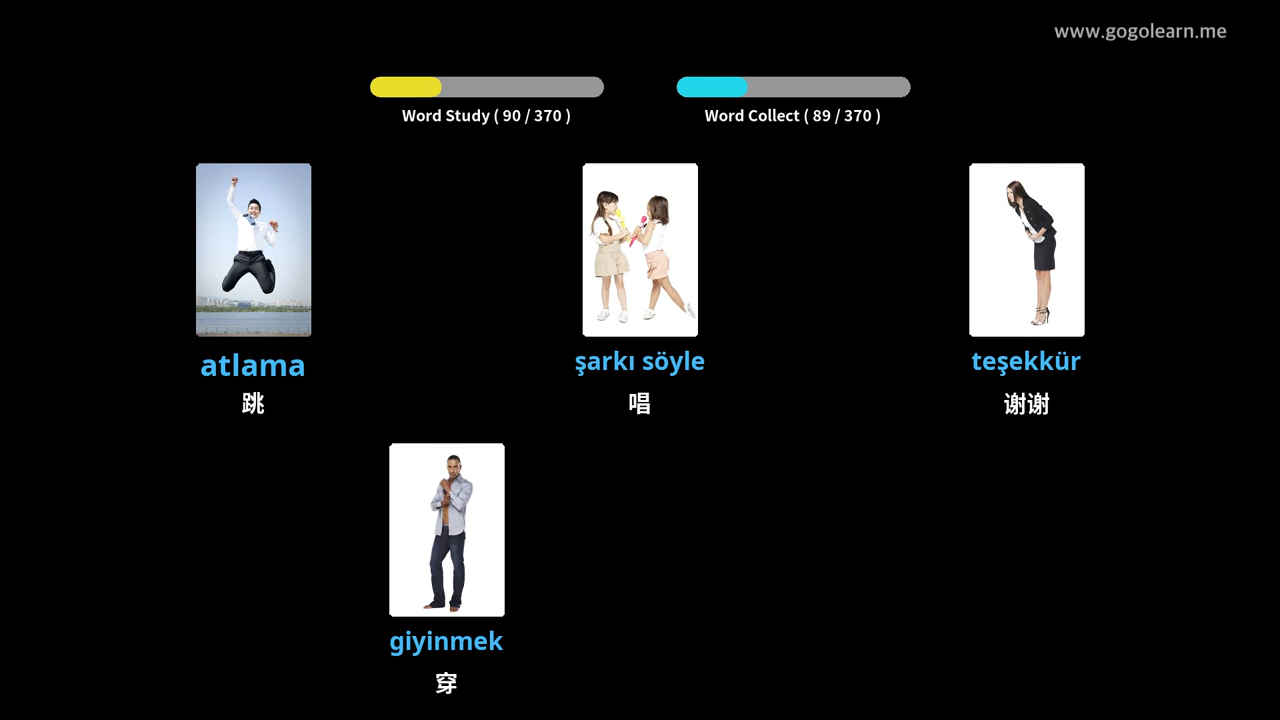 www.gogolearn.me
Word Study ( 90 / 370 )
Word Collect ( 89 / 370 )
atlama
şarkı söyle
teşekkür
跳
唱
谢谢
giyinmek
穿